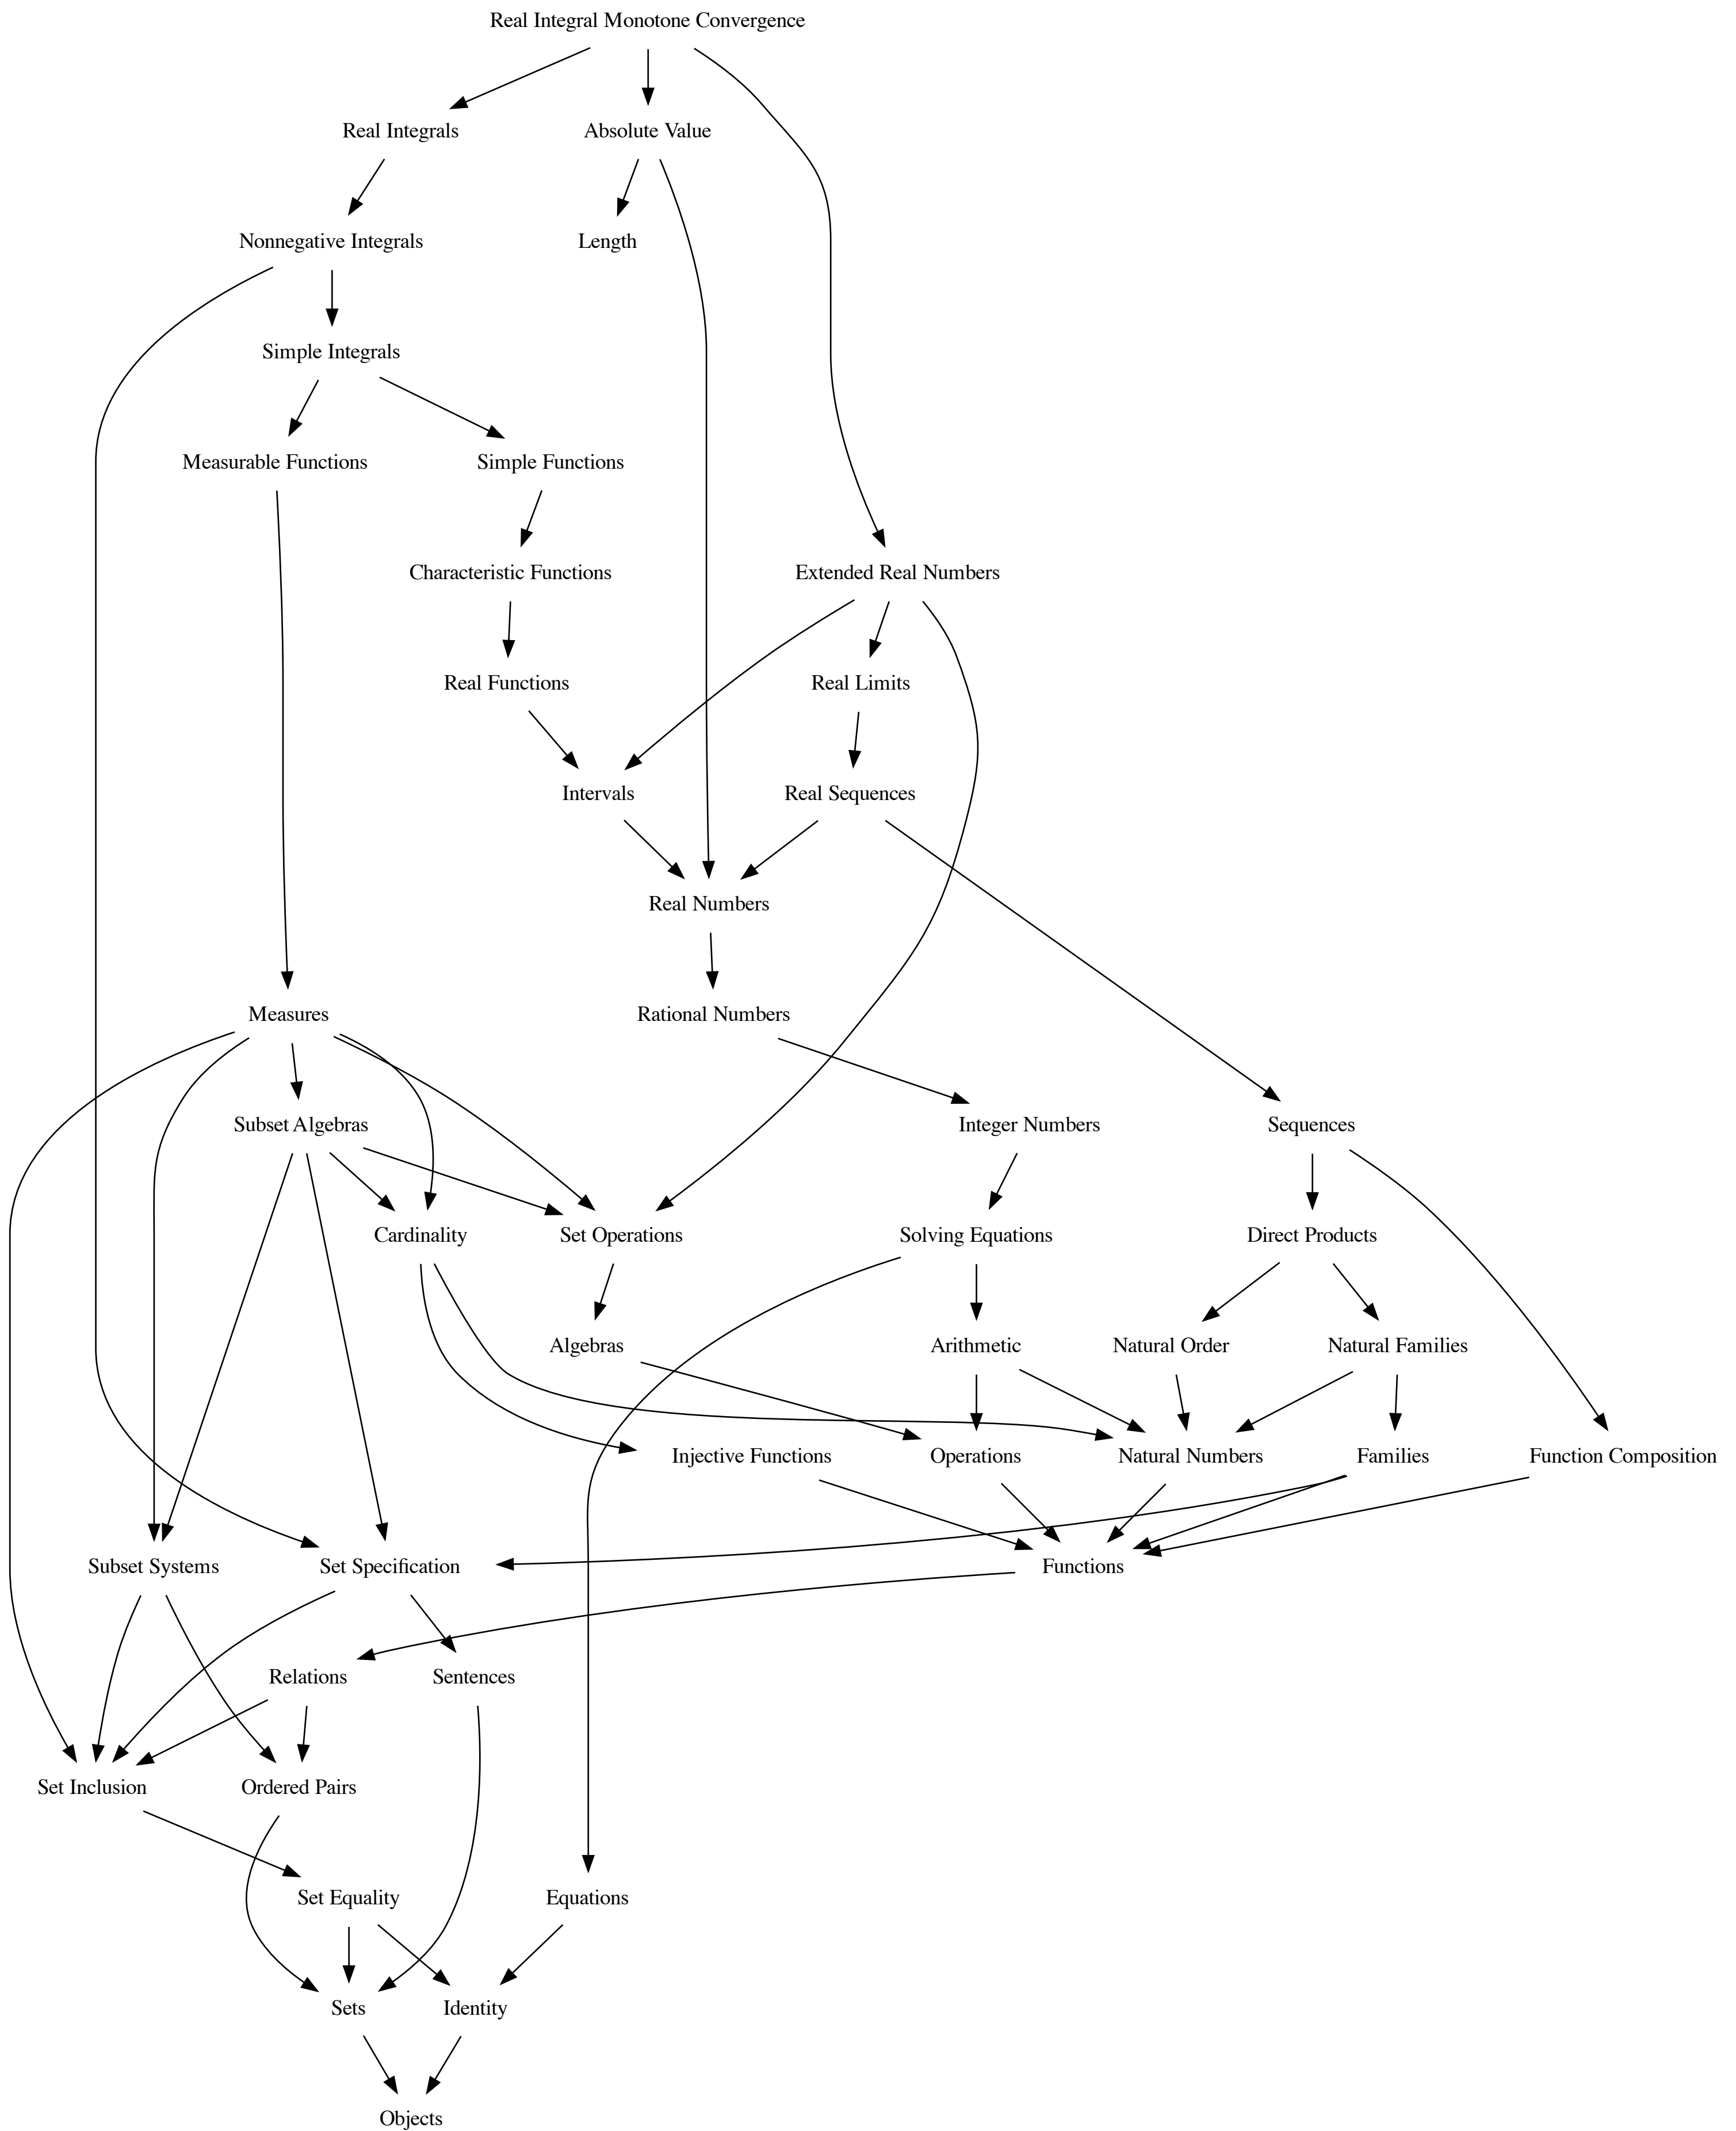 Real Integral Monotone Convergence
Real Integrals
Absolute Value
Nonnegative Integrals
Length
Simple Integrals
Measurable Functions
Simple Functions
Characteristic Functions
Extended Real Numbers
Real Functions
Real Limits
Intervals
Real Sequences
Real Numbers
Measures
Rational Numbers
Subset Algebras
Integer Numbers
Sequences
Cardinality
Set Operations
Solving Equations
Direct Products
Algebras
Arithmetic
Natural Order
Natural Families
Injective Functions
Operations
Natural Numbers
Families
Function Composition
Subset Systems
Set Specification
Functions
Relations
Sentences
Set Inclusion
Ordered Pairs
Set Equality
Equations
Sets
Identity
Objects